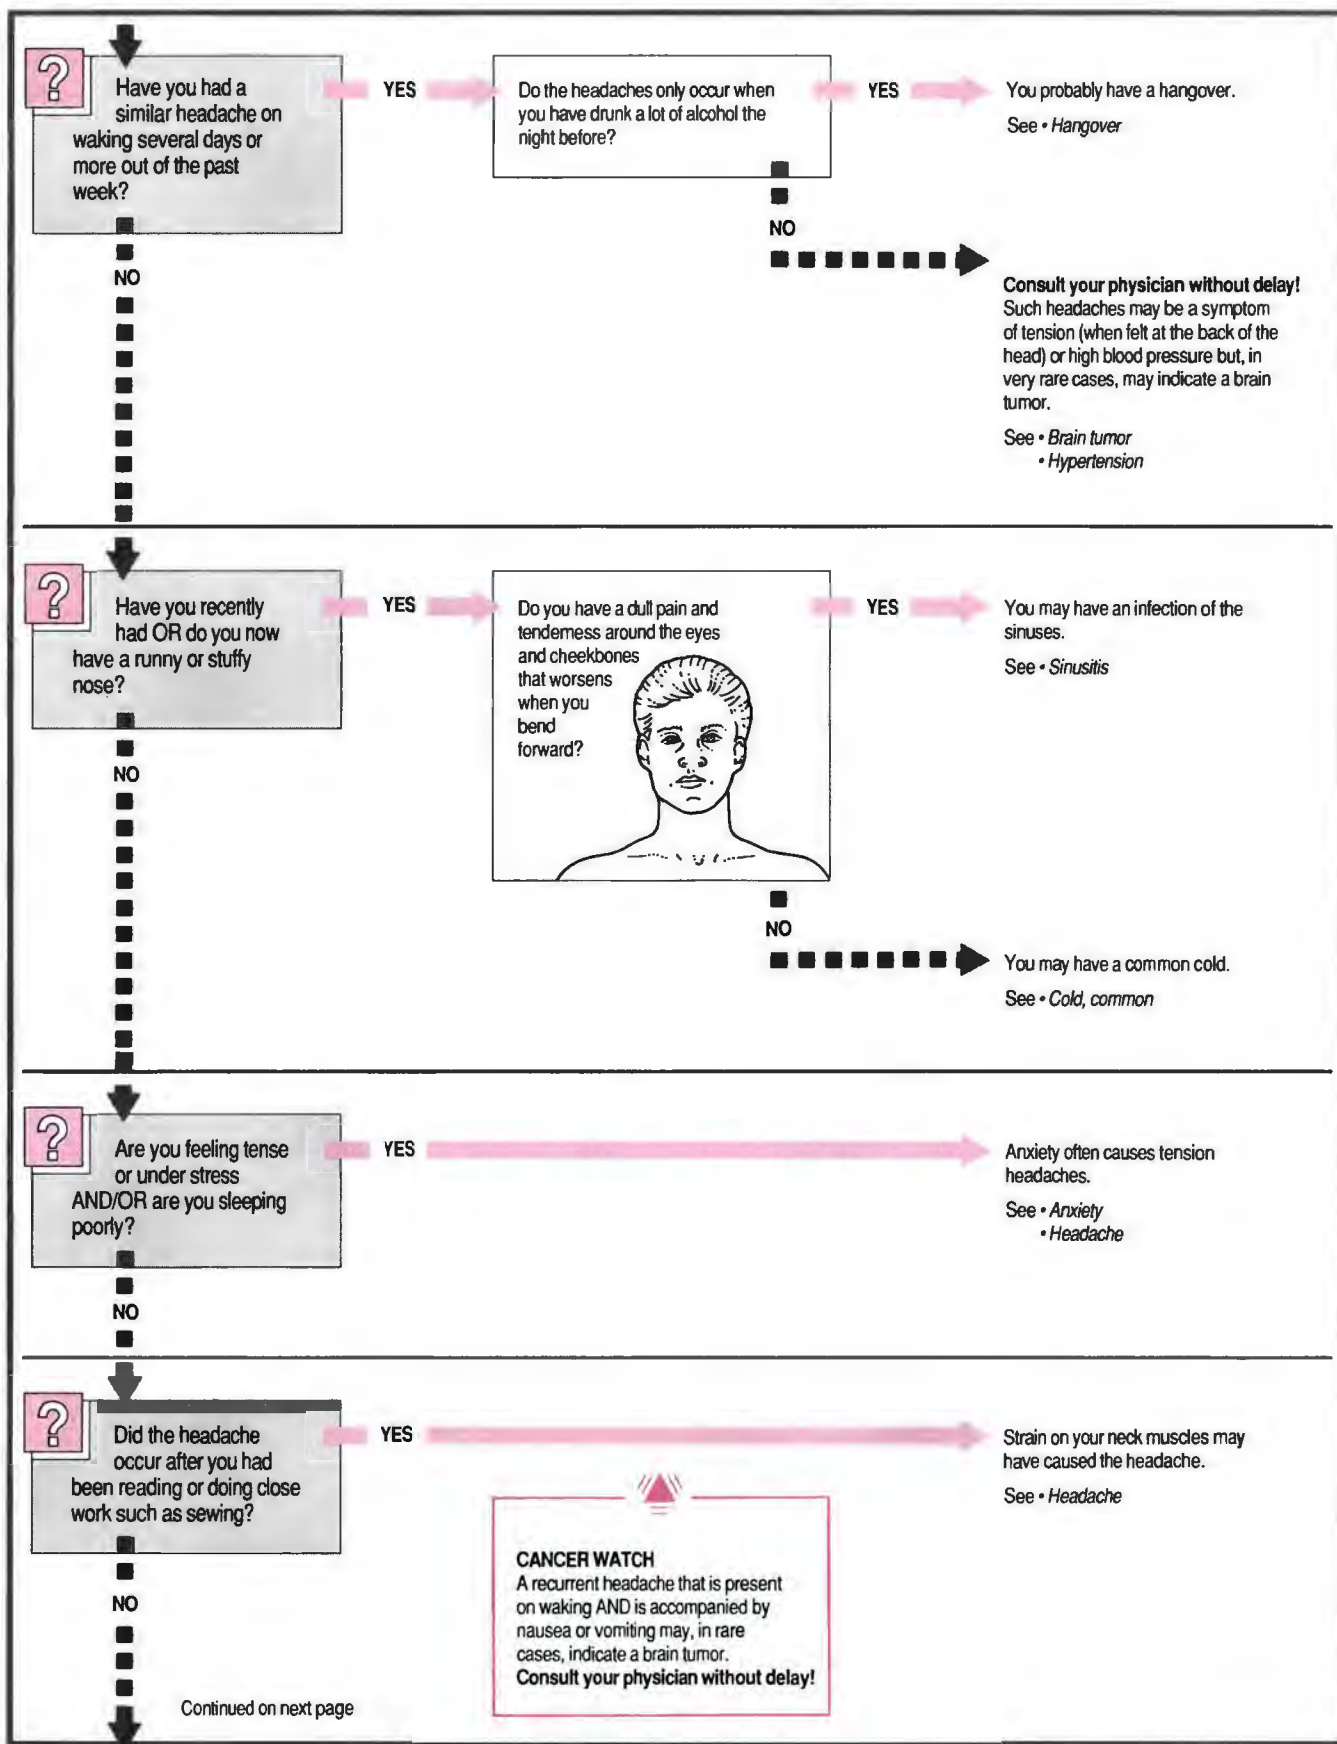 ?
Have you had a
similar headache on
waking several days or
more out of the past
week?
YES
Do the headaches only occur when
you have drunk a lot of alcohol the
night before?
YES
You probably have a hangover.
See • Hangover
NO
NO
Consult your physician without delay!
Such headaches may be a symptom
of tension (when felt at the back of the
head) or high blood pressure but, in
very rare cases, may indicate a brain
tumor.
See • Brain tumor
• Hypertension
?
Have you recently
had OR do you now
have a runny or stuffy
nose?
YES
Do you have a dull pain and
tenderness around the eyes
and cheekbones
that worsens
when you
bend
forward?
YES
You may have an infection of the
sinuses.
See • Sinusitis
NO
NO
You may have a common cold.
See • Cold, common
?
Are you feeling tense
or under stress
AND/OR are you sleeping
poorly?
YES
Anxiety often causes tension
headaches.
See • Anxiety
• Headache
NO
?
Did the headache
occur after you had
been reading or doing close
work such as sewing?
YES
Strain on your neck muscles may
have caused the headache.
See • Headache
NO
CANCER WATCH
A recurrent headache that is present
on waking AND is accompanied by
nausea or vomiting may, in rare
cases, indicate a brain tumor.
Consult your physician without delay!
Continued on next page